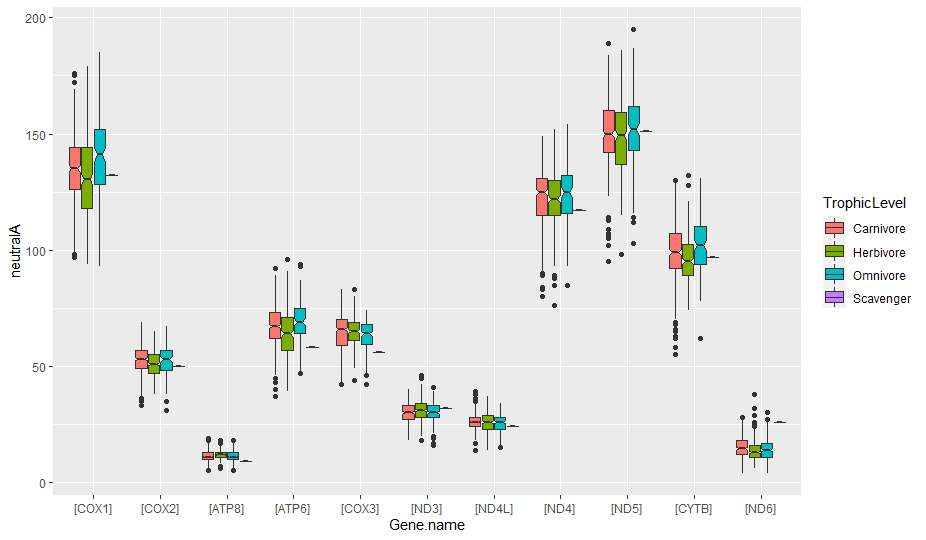 neutralA
200
150
100
50
0
[COX1] [COX2] [ATP8] [ATP6] [COX3] [ND3] [ND4L] [ND4] [ND5] [CYTB] [ND6]
Gene.name
TrophicLevel
Carnivore
Herbivore
Omnivore
Scavenger